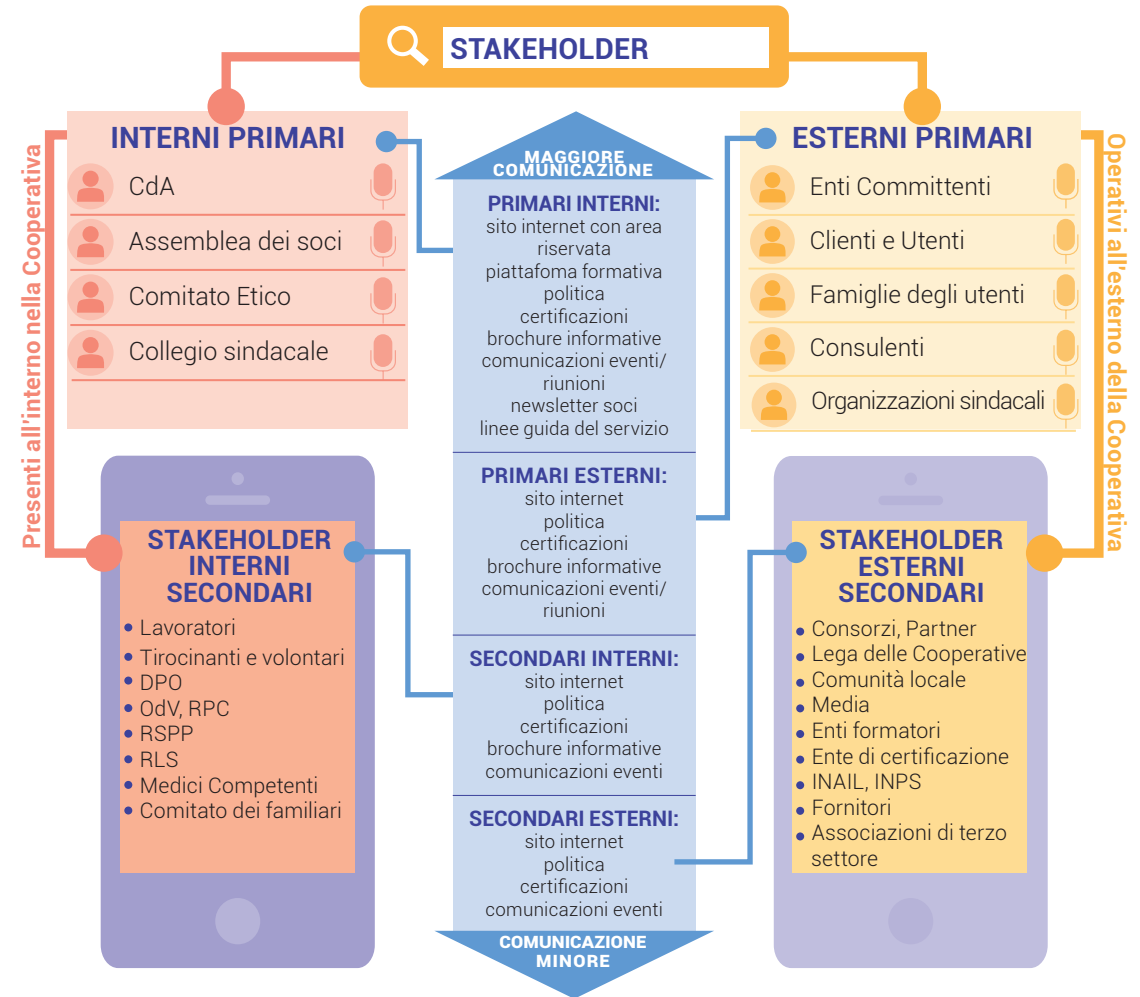 STAKEHOLDER
Presenti all'interno nella Cooperativa
INTERNI PRIMARI
CdA
Assemblea dei soci
Comitato Etico
Collegio sindacale
STAKEHOLDER
INTERNI
SECONDARI
Lavoratori
Tirocinanti e volontari
DPO
OdV, RPC
RSPP
RLS
Medici Competenti
Comitato dei familiari
MAGGIORE
COMUNICAZIONE
PRIMARI INTERNI:
sito internet con area
riservata
piattafoma formativa
politica
certificazioni
brochure informative
comunicazioni eventi/
riunioni
newsletter soci
linee guida del servizio
PRIMARI ESTERNI:
sito internet
politica
certificazioni
brochure informative
comunicazioni eventi/
riunioni
SECONDARI INTERNI:
sito internet
politica
certificazioni
brochure informative
comunicazioni eventi
SECONDARI ESTERNI:
sito internet
politica
certificazioni
comunicazioni eventi
COMUNICAZIONE
MINORE
ESTERNI PRIMARI
Enti Committenti
Clienti e Utenti
Famiglie degli utenti
Consulenti
Organizzazioni sindacali
Operativi all'esterno della Cooperativa
STAKEHOLDER
ESTERNI
SECONDARI
Consorzi, Partner
Lega delle Cooperative
Comunità locale
Media
Enti formatori
Ente di certificazione
INAIL, INPS
Fornitori
Associazioni di terzo
settore